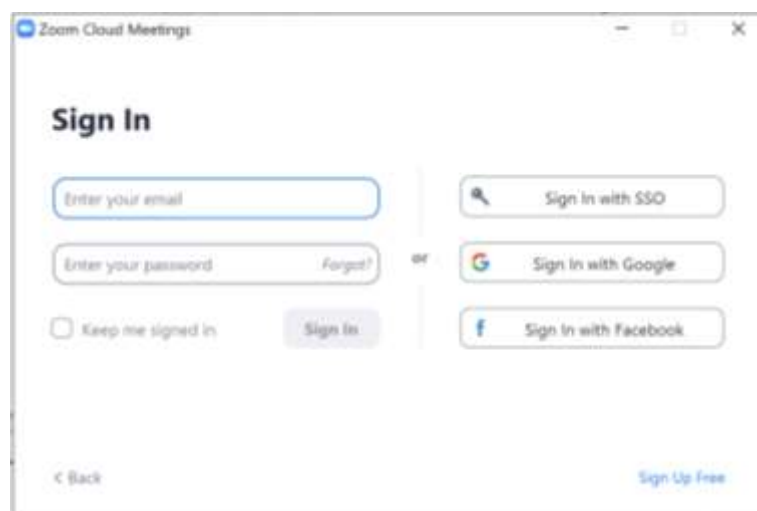 Zoom Cloud Meetings
Sign In
Enter your email
Enter your password Forgot?
Keep me signed in Sign In
or
Sign In with SSO
Sign In with Google
Sign In with Facebook
< Back
Sign Up Free